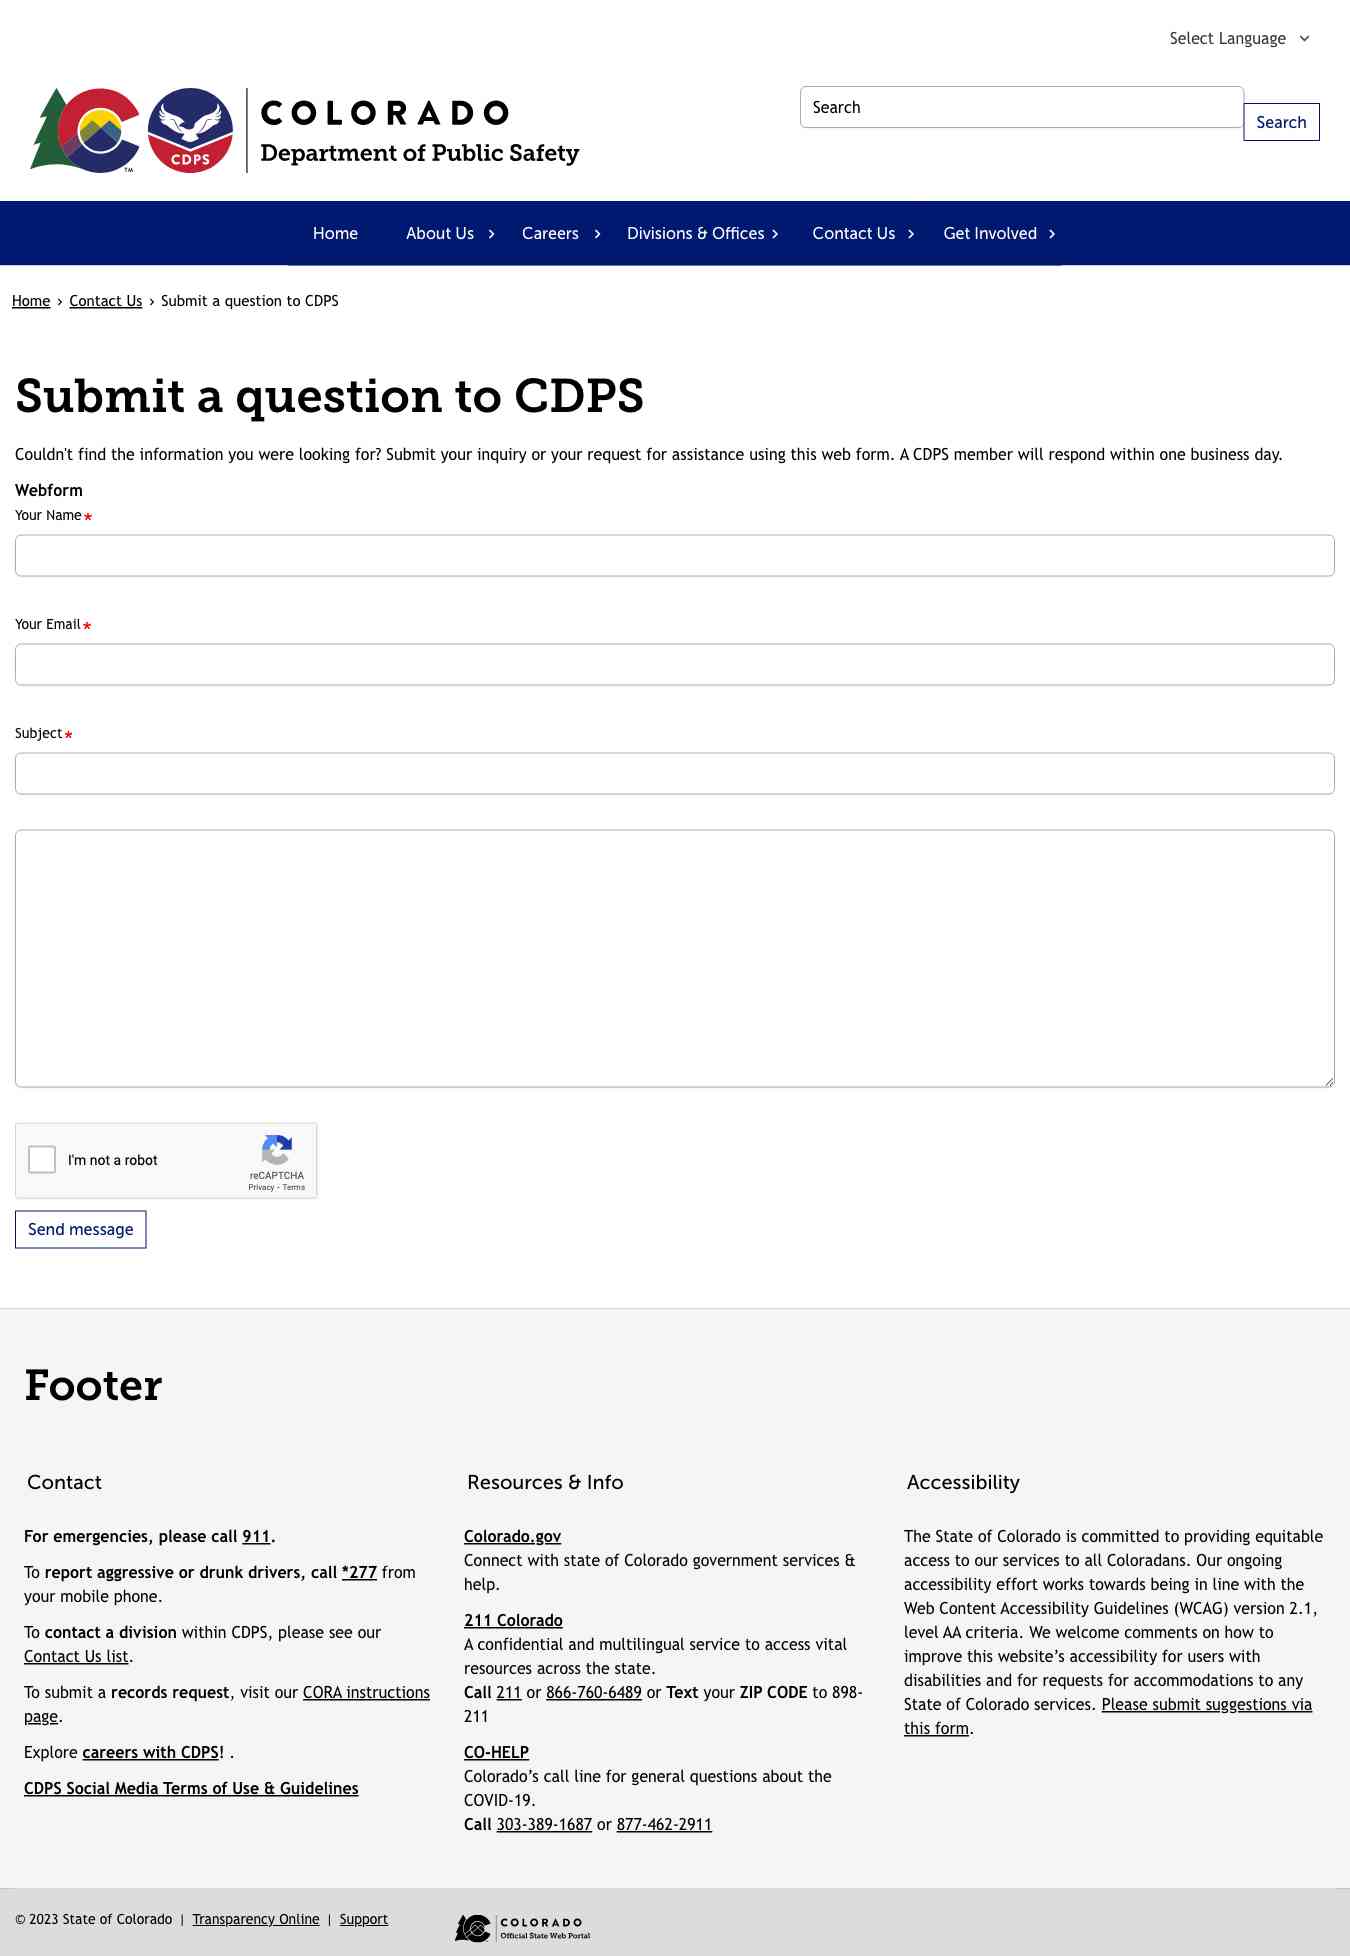 Select Language
CDPS
TM
COLORADO
Department of Public Safety
Search
Search
Home About Us Careers Divisions & Offices Contact Us Get Involved
Home › Contact Us › Submit a question to CDPS
Submit a question to CDPS
Couldn't find the information you were looking for? Submit your inquiry or your request for assistance using this web form. A CDPS member will respond within one business day.
Webform
Your Name*
Your Email*
Subject*
I'm not a robot
reCAPTCHA
Privacy - Terms
Send message
Footer
Contact
For emergencies, please call 911.
To report aggressive or drunk drivers, call *277 from
your mobile phone.
To contact a division within CDPS, please see our
Contact Us list.
To submit a records request, visit our CORA instructions
page.
Explore careers with CDPS! .
CDPS Social Media Terms of Use & Guidelines
Resources & Info
Colorado.gov
Connect with state of Colorado government services &
help.
211 Colorado
A confidential and multilingual service to access vital
resources across the state.
Call 211 or 866-760-6489 or Text your ZIP CODE to 898-
211
CO-HELP
Colorado’s call line for general questions about the
COVID-19.
Call 303-389-1687 or 877-462-2911
Accessibility
The State of Colorado is committed to providing equitable
access to our services to all Coloradans. Our ongoing
accessibility effort works towards being in line with the
Web Content Accessibility Guidelines (WCAG) version 2.1,
level AA criteria. We welcome comments on how to
improve this website’s accessibility for users with
disabilities and for requests for accommodations to any
State of Colorado services. Please submit suggestions via
this form.
© 2023 State of Colorado | Transparency Online | Support
COLORADO
Official State Web Portal